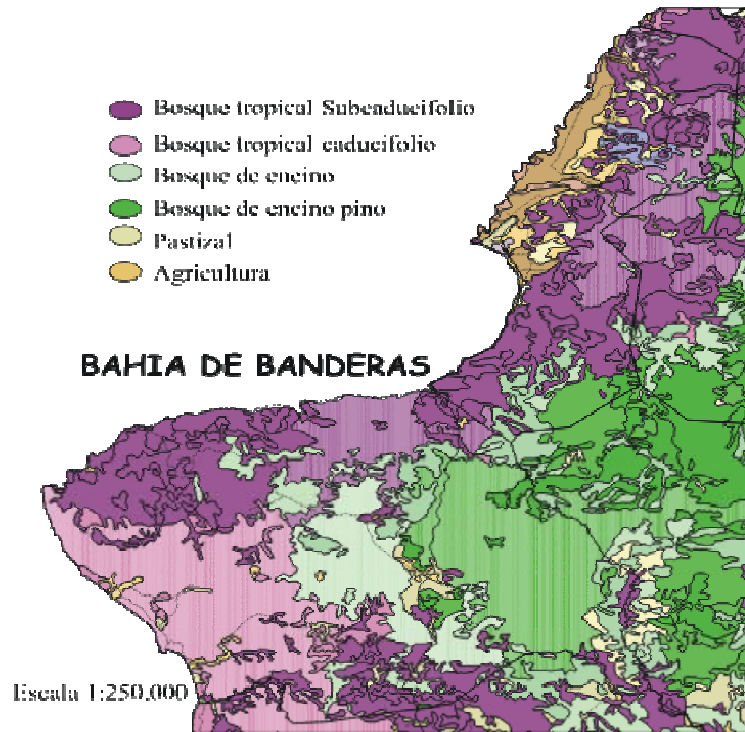 Bosque tropical Subcaducifolio
Bosque tropical caducifolio
Bosque de encino
Bosque de encino pino
Pastizal
Agricultura
BAHIA DE BANDERAS
Escala 1:250,000